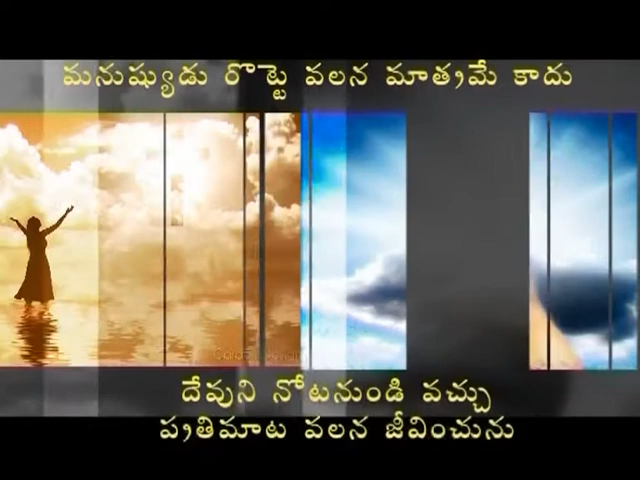 మనుష్యుడు రొట్టె వలన మాత్రమే కాదు
దేవుని నోటనుండి వచ్చు
ప్రతిమాట వలన జీవించును